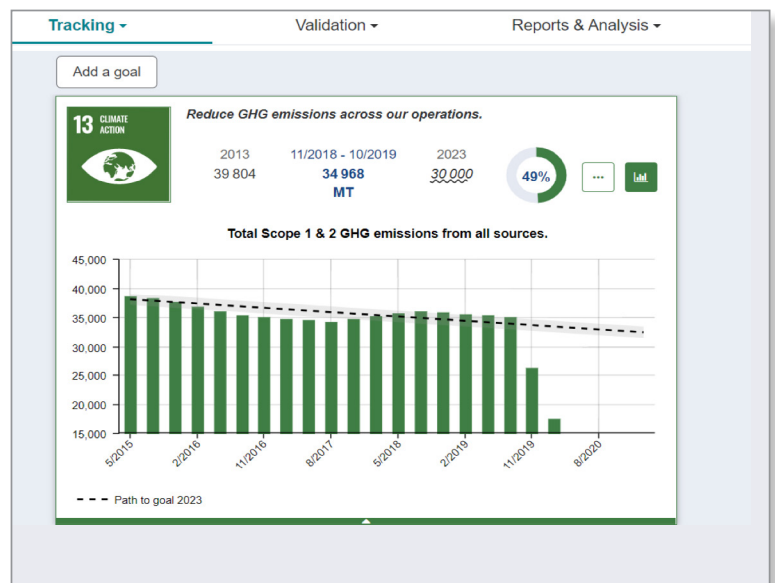 Tracking Validation Reports & Analysis
Add a goal
13 CLIMATE ACTION
Reduce GHG emissions across our operations.
2013 11/2018 - 10/2019 2023
39 804 34 968 MT 30 000
49%
Total Scope 1 & 2 GHG emissions from all sources.
45,000
40,000
35,000
30,000
25,000
20,000
15,000
5/2015 2/2016 11/2016 8/2017 5/2018 2/2019 11/2019 8/2020
Path to goal 2023